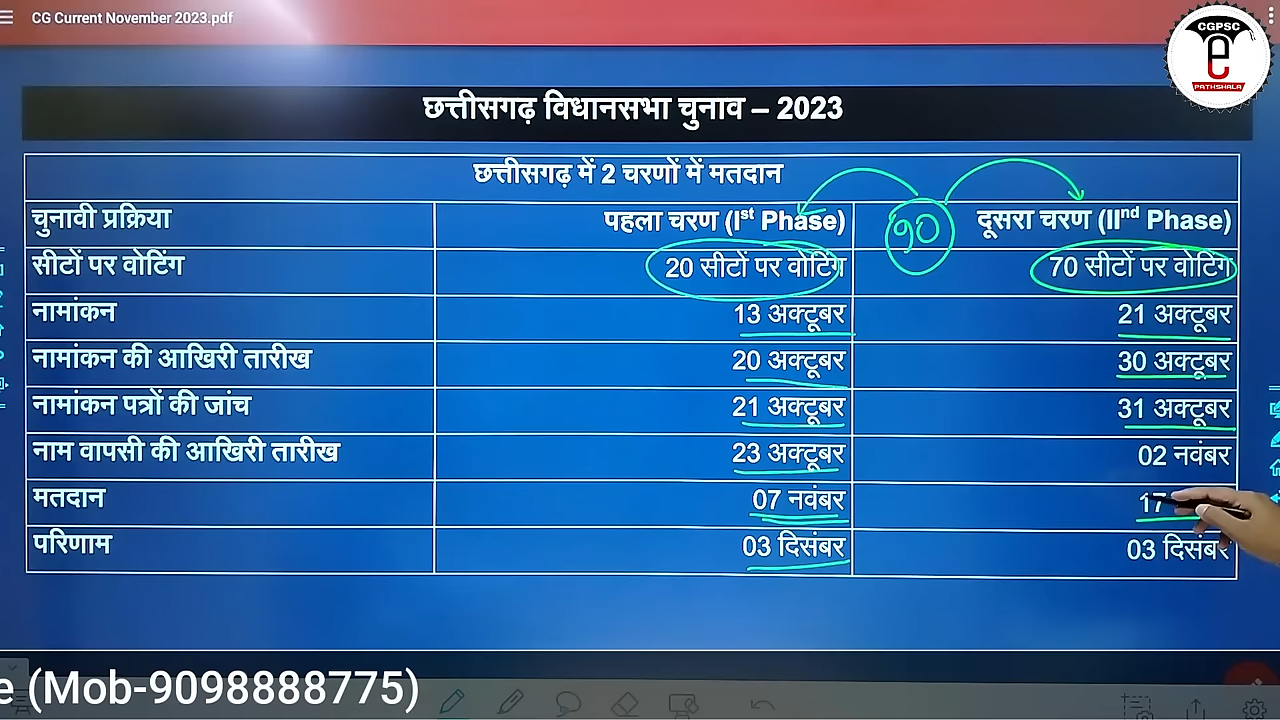 CG Current November 2023.pdf
CGPSC
e
PATHSHALA
छत्तीसगढ़ विधानसभा चुनाव – 2023
छत्तीसगढ़ में 2 चरणों में मतदान
चुनावी प्रक्रिया पहला चरण (Ist Phase) 90 दूसरा चरण (IInd Phase)
सीटों पर वोटिंग 20 सीटों पर वोटिंग 70 सीटों पर वोटिंग
नामांकन 13 अक्टूबर 21 अक्टूबर
नामांकन की आखिरी तारीख 20 अक्टूबर 30 अक्टूबर
नामांकन पत्रों की जांच 21 अक्टूबर 31 अक्टूबर
नाम वापसी की आखिरी तारीख 23 अक्टूबर 02 नवंबर
मतदान 07 नवंबर 17
परिणाम 03 दिसंबर 03 दिसंबर
e (Mob-9098888775)